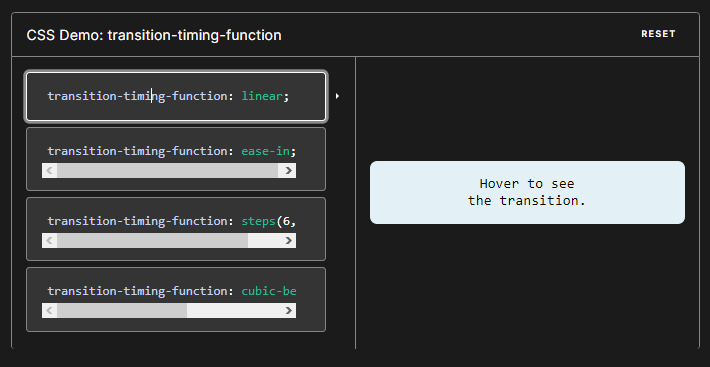 CSS Demo: transition-timing-function
RESET
transition-timing-function: linear;
transition-timing-function: ease-in;
transition-timing-function: steps(6,
transition-timing-function: cubic-be
Hover to see
the transition.